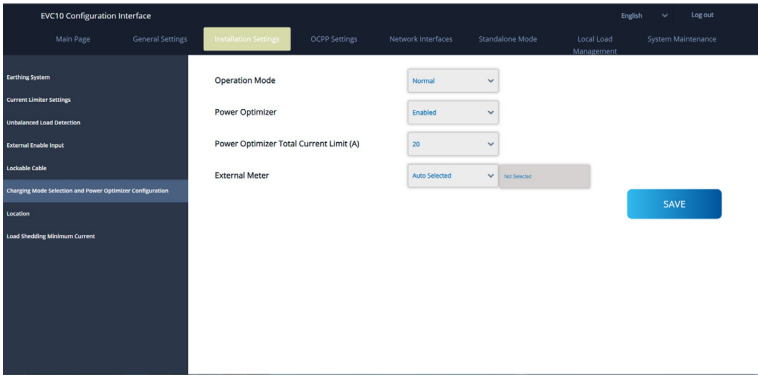 EVC10 Configuration Interface
English
Log out
Main Page
General Settings
Installation Settings
OCPP Settings
Network Interfaces
Standalone Mode
Local Load
Management
System Maintenance
Earthing System
Current Limiter Settings
Unbalanced Load Detection
External Enable Input
Lockable Cable
Charging Mode Selection and Power Optimizer Configuration
Location
Load Shedding Minimum Current
Operation Mode
Normal
Power Optimizer
Enabled
Power Optimizer Total Current Limit (A)
20
External Meter
Auto Selected
Not Selected
SAVE